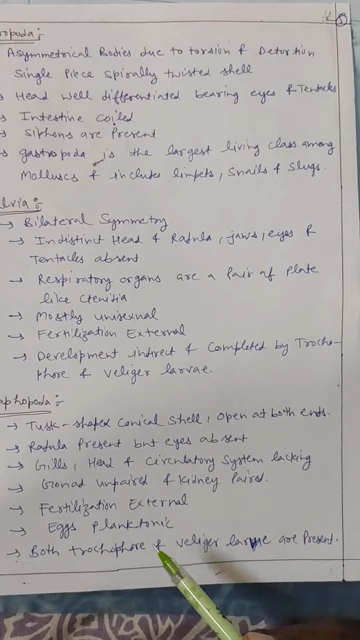 ropoda:-
Asymmetrical Bodies due to torsion & Detortion
Single Piece spirally twisted shell
Head well differentiated bearing eyes & Tentacles
→ Intestine coiled
→ Siphons are Present
→ gastropoda is the largest living class among
Molluscs & includes limpets, Snails & Slugs.
lvia:-
→ Bilateral Symmetry
→ Indistinct Head & Radula, jaws, eyes &
Tentacles absent.
→ Respiratory organs are a Pair of Plate
like Ctenidia
→ Mostly unisexual
→ Fertilization External
→ Development indirect & Completed by Trocho-
phore & veliger larvae.
aphopoda:-
→ Tusk-shaped Conical Shell, Open at both ends.
→ Radula Present but eyes absent
→ Gills, Head & Circulatory System lacking
→ Gonad unpaired & Kidney Paired.
→ Fertilization External
→ Eggs Planktonic
→ Both trochophore & veliger larvae are Present.